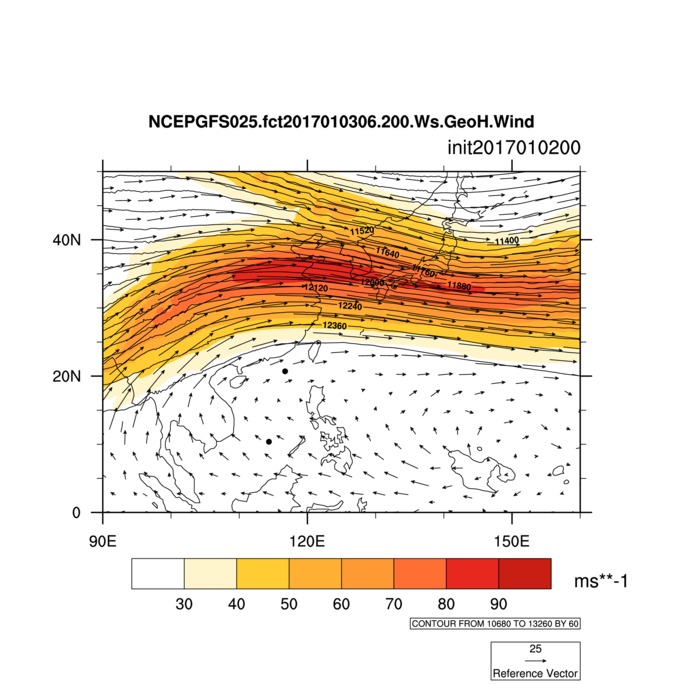 NCEPGFS025.fct2017010306.200.Ws.GeoH.Wind
init2017010200
11520
11400
11640
11760
12000
11880
12120
12240
12360
40N
20N
0
90E 120E 150E
30 40 50 60 70 80 90
ms**-1
CONTOUR FROM 10680 TO 13260 BY 60
25
Reference Vector